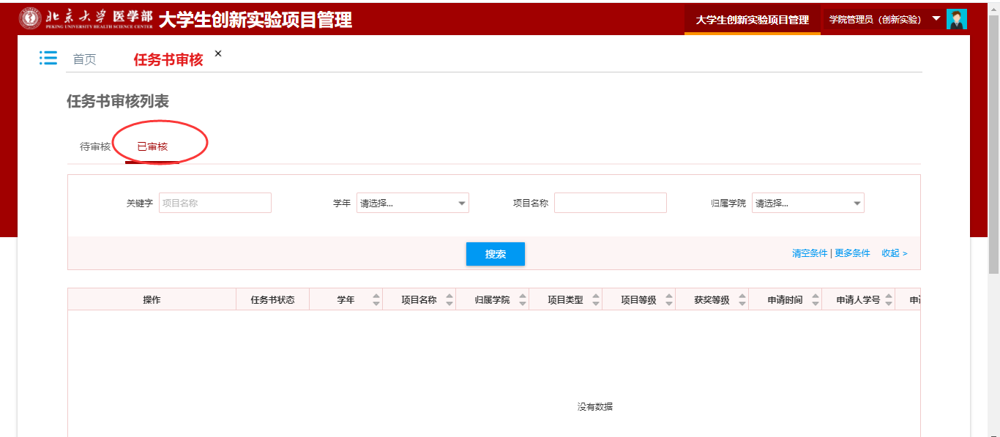 北京大学 医学部 大学生创新实验项目管理 大学生创新实验项目管理 学院管理员（创新实验）
PEKING UNIVERSITY HEALTH SCIENCE CENTER
首页 任务书审核 ×
任务书审核列表
待审核 已审核
关键字 项目名称 学年 请选择... 项目名称 归属学院 请选择...
搜索 清空条件 | 更多条件 收起 >
操作 任务书状态 学年 项目名称 归属学院 项目类型 项目等级 获奖等级 申请时间 申请人学号
没有数据